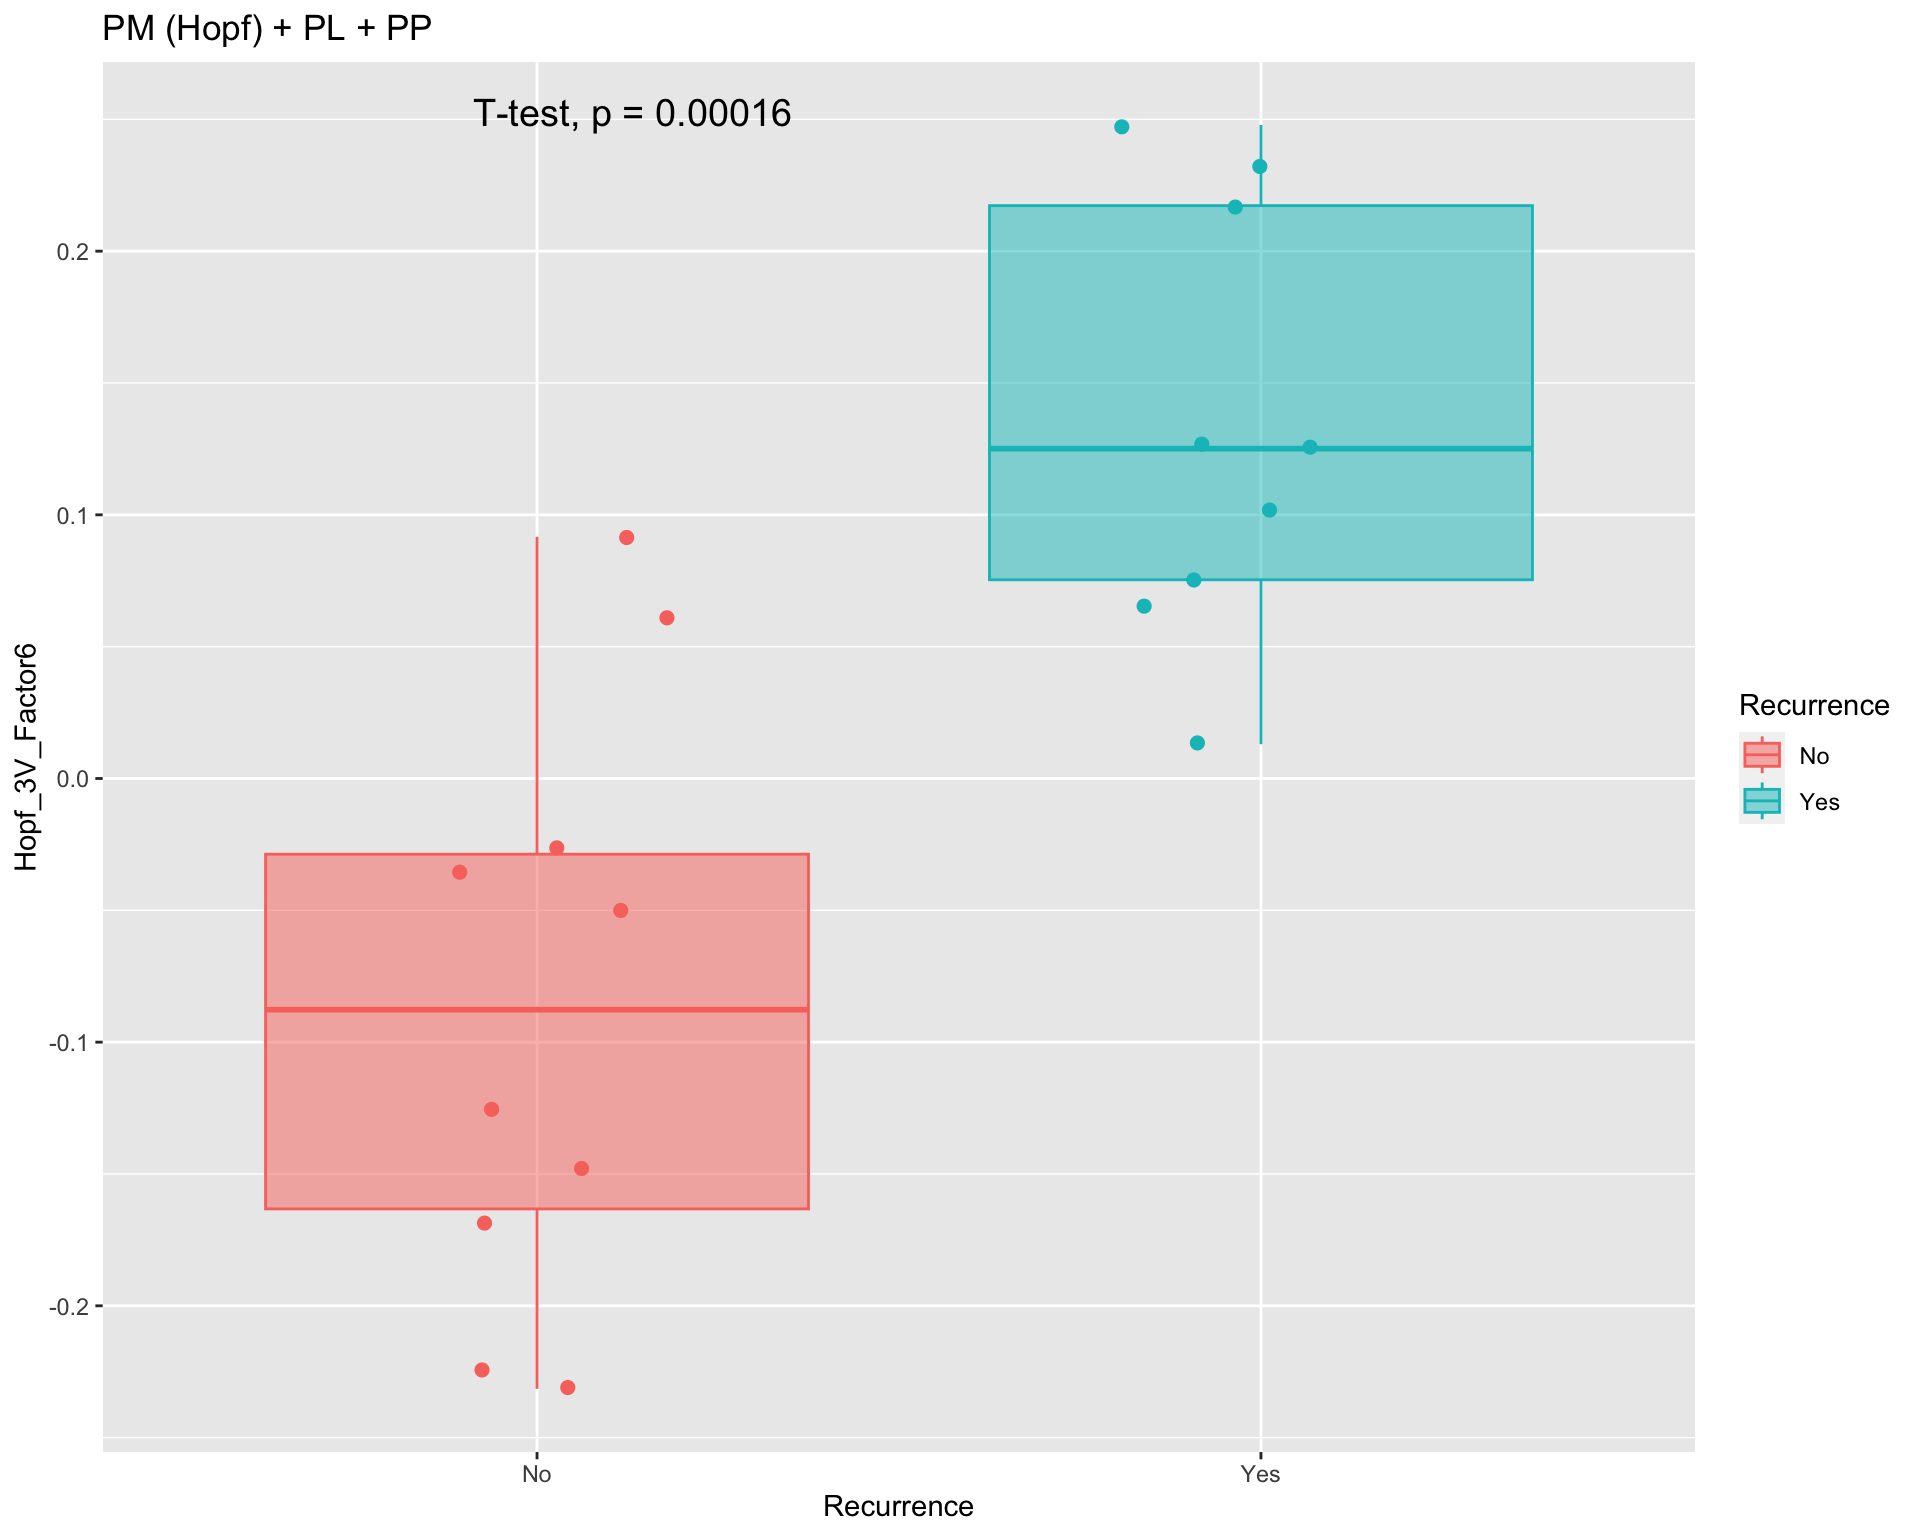 PM (Hopf) + PL + PP
T-test, p = 0.00016
Hopf_3V_Factor6
0.2
0.1
0.0
-0.1
-0.2
No
Yes
Recurrence
Recurrence
No
Yes